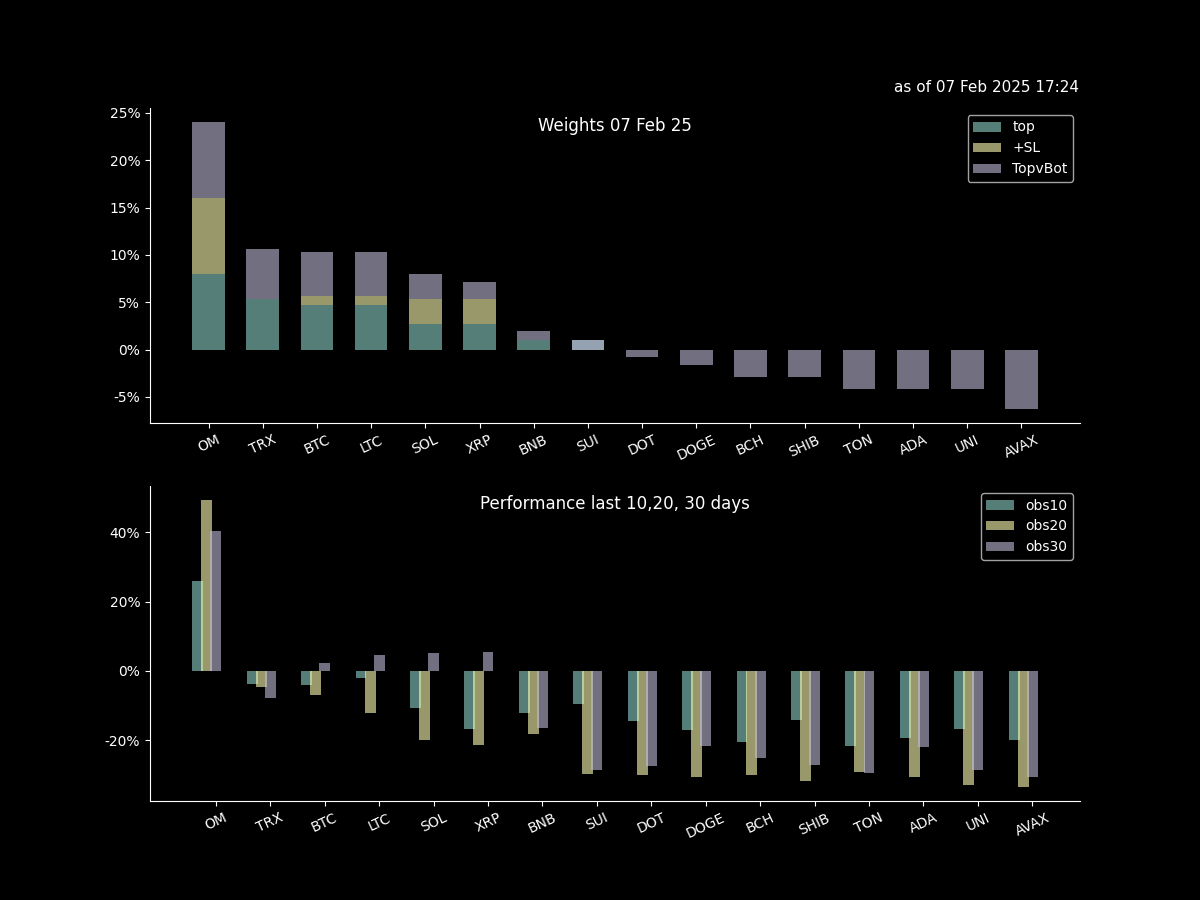 as of 07 Feb 2025 17:24
Weights 07 Feb 25
top
+SL
TopvBot
25%
20%
15%
10%
5%
0%
-5%
OM TRX BTC LTC SOL XRP BNB SUI DOT DOGE BCH SHIB TON ADA UNI AVAX
Performance last 10,20, 30 days
obs10
obs20
obs30
40%
20%
0%
-20%
OM TRX BTC LTC SOL XRP BNB SUI DOT DOGE BCH SHIB TON ADA UNI AVAX